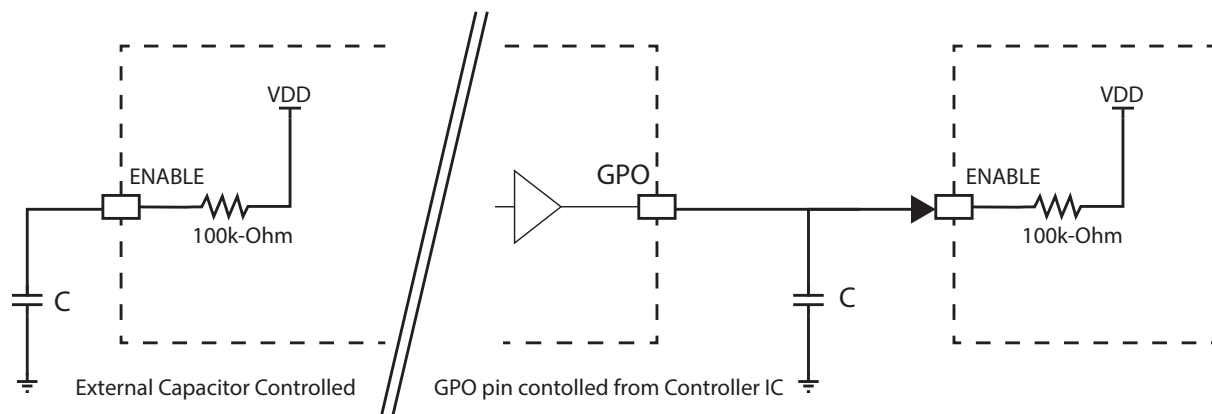 VDD
ENABLE
100k-Ohm
C
External Capacitor Controlled
GPO
VDD
ENABLE
100k-Ohm
C
GPO pin contolled from Controller IC